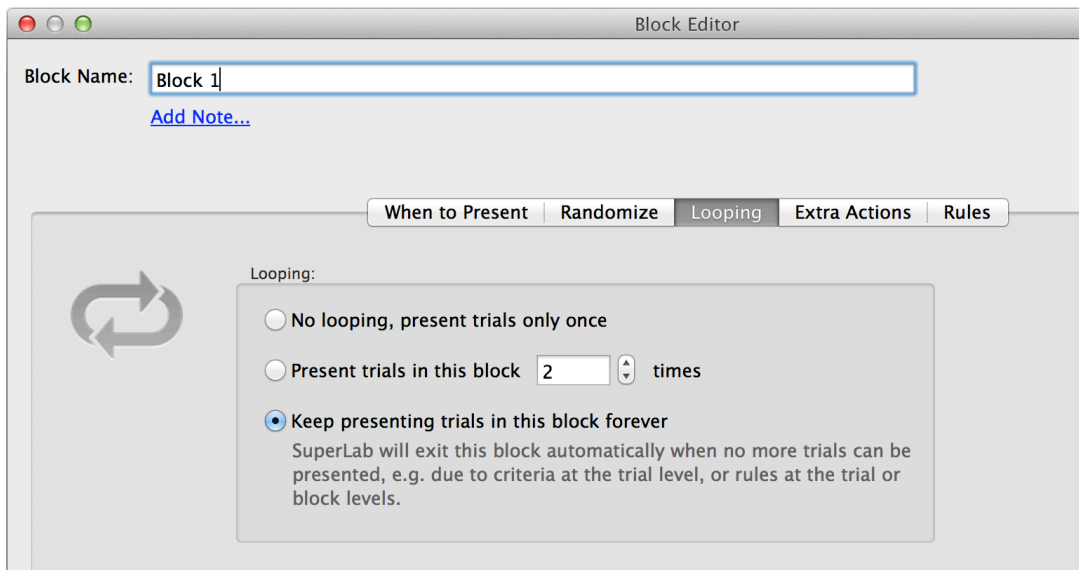 Block Editor
Block Name: Block 1
Add Note...
When to Present Randomize Looping Extra Actions Rules
Looping:
No looping, present trials only once
Present trials in this block 2 times
Keep presenting trials in this block forever
SuperLab will exit this block automatically when no more trials can be
presented, e.g. due to criteria at the trial level, or rules at the trial or
block levels.